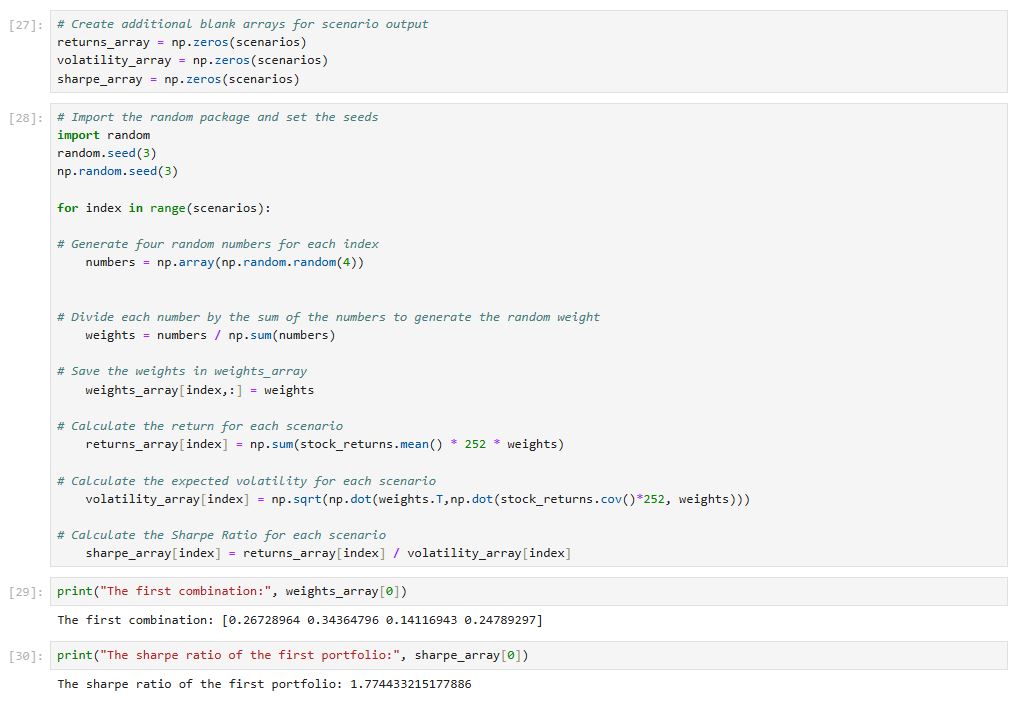 [27]: # Create additional blank arrays for scenario output
returns_array = np.zeros(scenarios)
volatility_array = np.zeros(scenarios)
sharpe_array = np.zeros(scenarios)
[28]: # Import the random package and set the seeds
import random
random.seed(3)
np.random.seed(3)
for index in range(scenarios):
# Generate four random numbers for each index
numbers = np.array(np.random.random(4))
# Divide each number by the sum of the numbers to generate the random weight
weights = numbers / np.sum(numbers)
# Save the weights in weights_array
weights_array[index,:] = weights
# Calculate the return for each scenario
returns_array[index] = np.sum(stock_returns.mean() * 252 * weights)
# Calculate the expected volatility for each scenario
volatility_array[index] = np.sqrt(np.dot(weights.T,np.dot(stock_returns.cov()*252, weights)))
# Calculate the Sharpe Ratio for each scenario
sharpe_array[index] = returns_array[index] / volatility_array[index]
[29]: print("The first combination:", weights_array[0])
The first combination: [0.26728964 0.34364796 0.14116943 0.24789297]
[30]: print("The sharpe ratio of the first portfolio:", sharpe_array[0])
The sharpe ratio of the first portfolio: 1.774433215177886